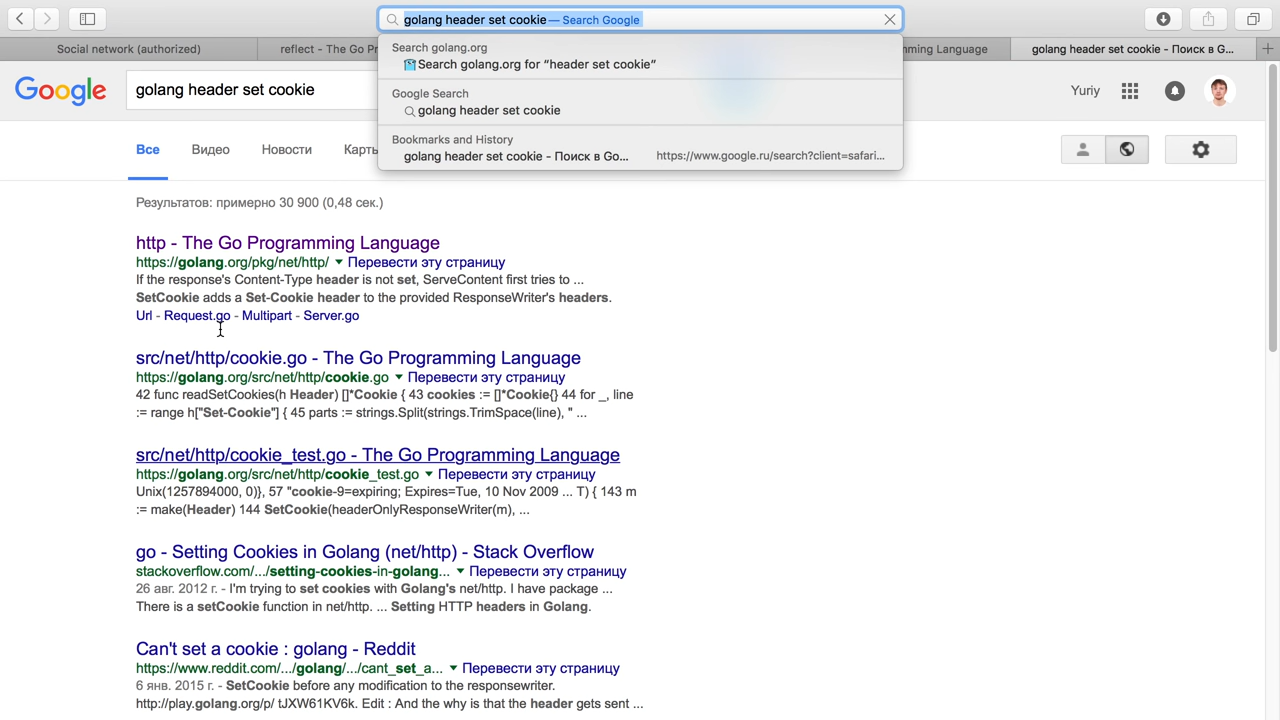 golang header set cookie — Search Google
Social network (authorized)
reflect - The Go Pr
nming Language
golang header set cookie - Поиск в G...
Search golang.org
Search golang.org for “header set cookie”
Google Search
golang header set cookie
Bookmarks and History
golang header set cookie - Поиск в Go... https://www.google.ru/search?client=safari...
Google
golang header set cookie
Yuriy
Все
Видео
Новости
Карты
Результатов: примерно 30 900 (0,48 сек.)
http - The Go Programming Language
https://golang.org/pkg/net/http/ ▼ Перевести эту страницу
If the response's Content-Type header is not set, ServeContent first tries to ...
SetCookie adds a Set-Cookie header to the provided ResponseWriter's headers.
Url - Request.go - Multipart - Server.go
src/net/http/cookie.go - The Go Programming Language
https://golang.org/src/net/http/cookie.go ▼ Перевести эту страницу
42 func readSetCookies(h Header) []*Cookie { 43 cookies := []*Cookie{} 44 for _, line
:= range h["Set-Cookie"] { 45 parts := strings.Split(strings.TrimSpace(line), " ...
src/net/http/cookie_test.go - The Go Programming Language
https://golang.org/src/net/http/cookie_test.go ▼ Перевести эту страницу
Unix(1257894000, 0)}, 57 "cookie-9=expiring; Expires=Tue, 10 Nov 2009 ... T) { 143 m
:= make(Header) 144 SetCookie(headerOnlyResponseWriter(m), ...
go - Setting Cookies in Golang (net/http) - Stack Overflow
stackoverflow.com/.../setting-cookies-in-golang... ▼ Перевести эту страницу
26 авг. 2012 г. - I'm trying to set cookies with Golang's net/http. I have package ...
There is a setCookie function in net/http. ... Setting HTTP headers in Golang.
Can't set a cookie : golang - Reddit
https://www.reddit.com/.../golang/.../cant_set_a... ▼ Перевести эту страницу
6 янв. 2015 г. - SetCookie before any modification to the responsewriter.
http://play.golang.org/p/ tJXW61KV6k. Edit : And the why is that the header gets sent ...